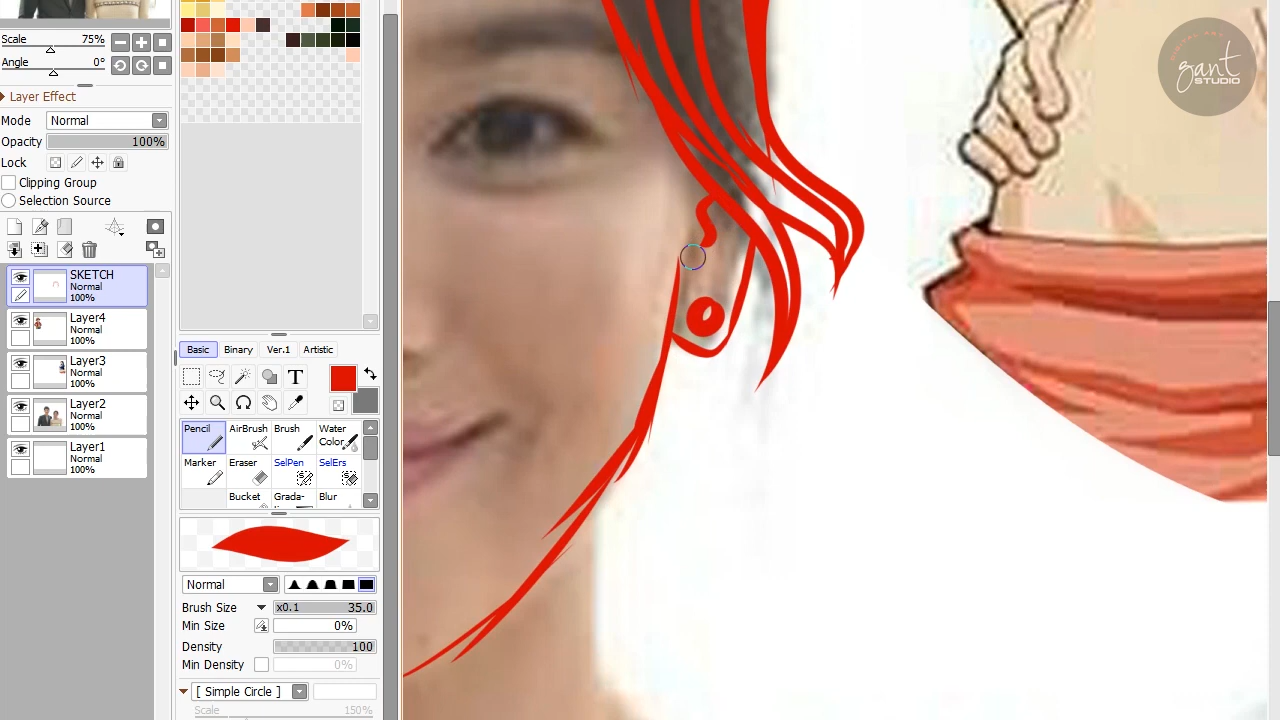 Scale 75%
Angle 0°
Layer Effect
Mode Normal
Opacity 100%
Lock
Clipping Group
Selection Source
SKETCH
Normal
100%
Layer4
Normal
100%
Layer3
Normal
100%
Layer2
Normal
100%
Layer1
Normal
100%
Basic Binary Ver.1 Artistic
T
Pencil AirBrush Brush Water Color
Marker Eraser SelPen SelErs
Bucket Grada- Blur
Normal
Brush Size x0.1 35.0
Min Size 0%
Density 100
Min Density 0%
[ Simple Circle ]
Scale 150%
DIGITAL ART
gant
STUDIO